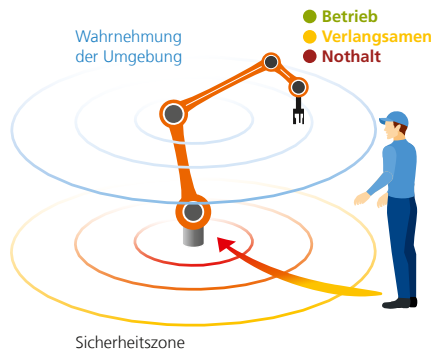 Wahrnehmung
der Umgebung
Betrieb
Verlangsamen
Nothalt
Sicherheitszone